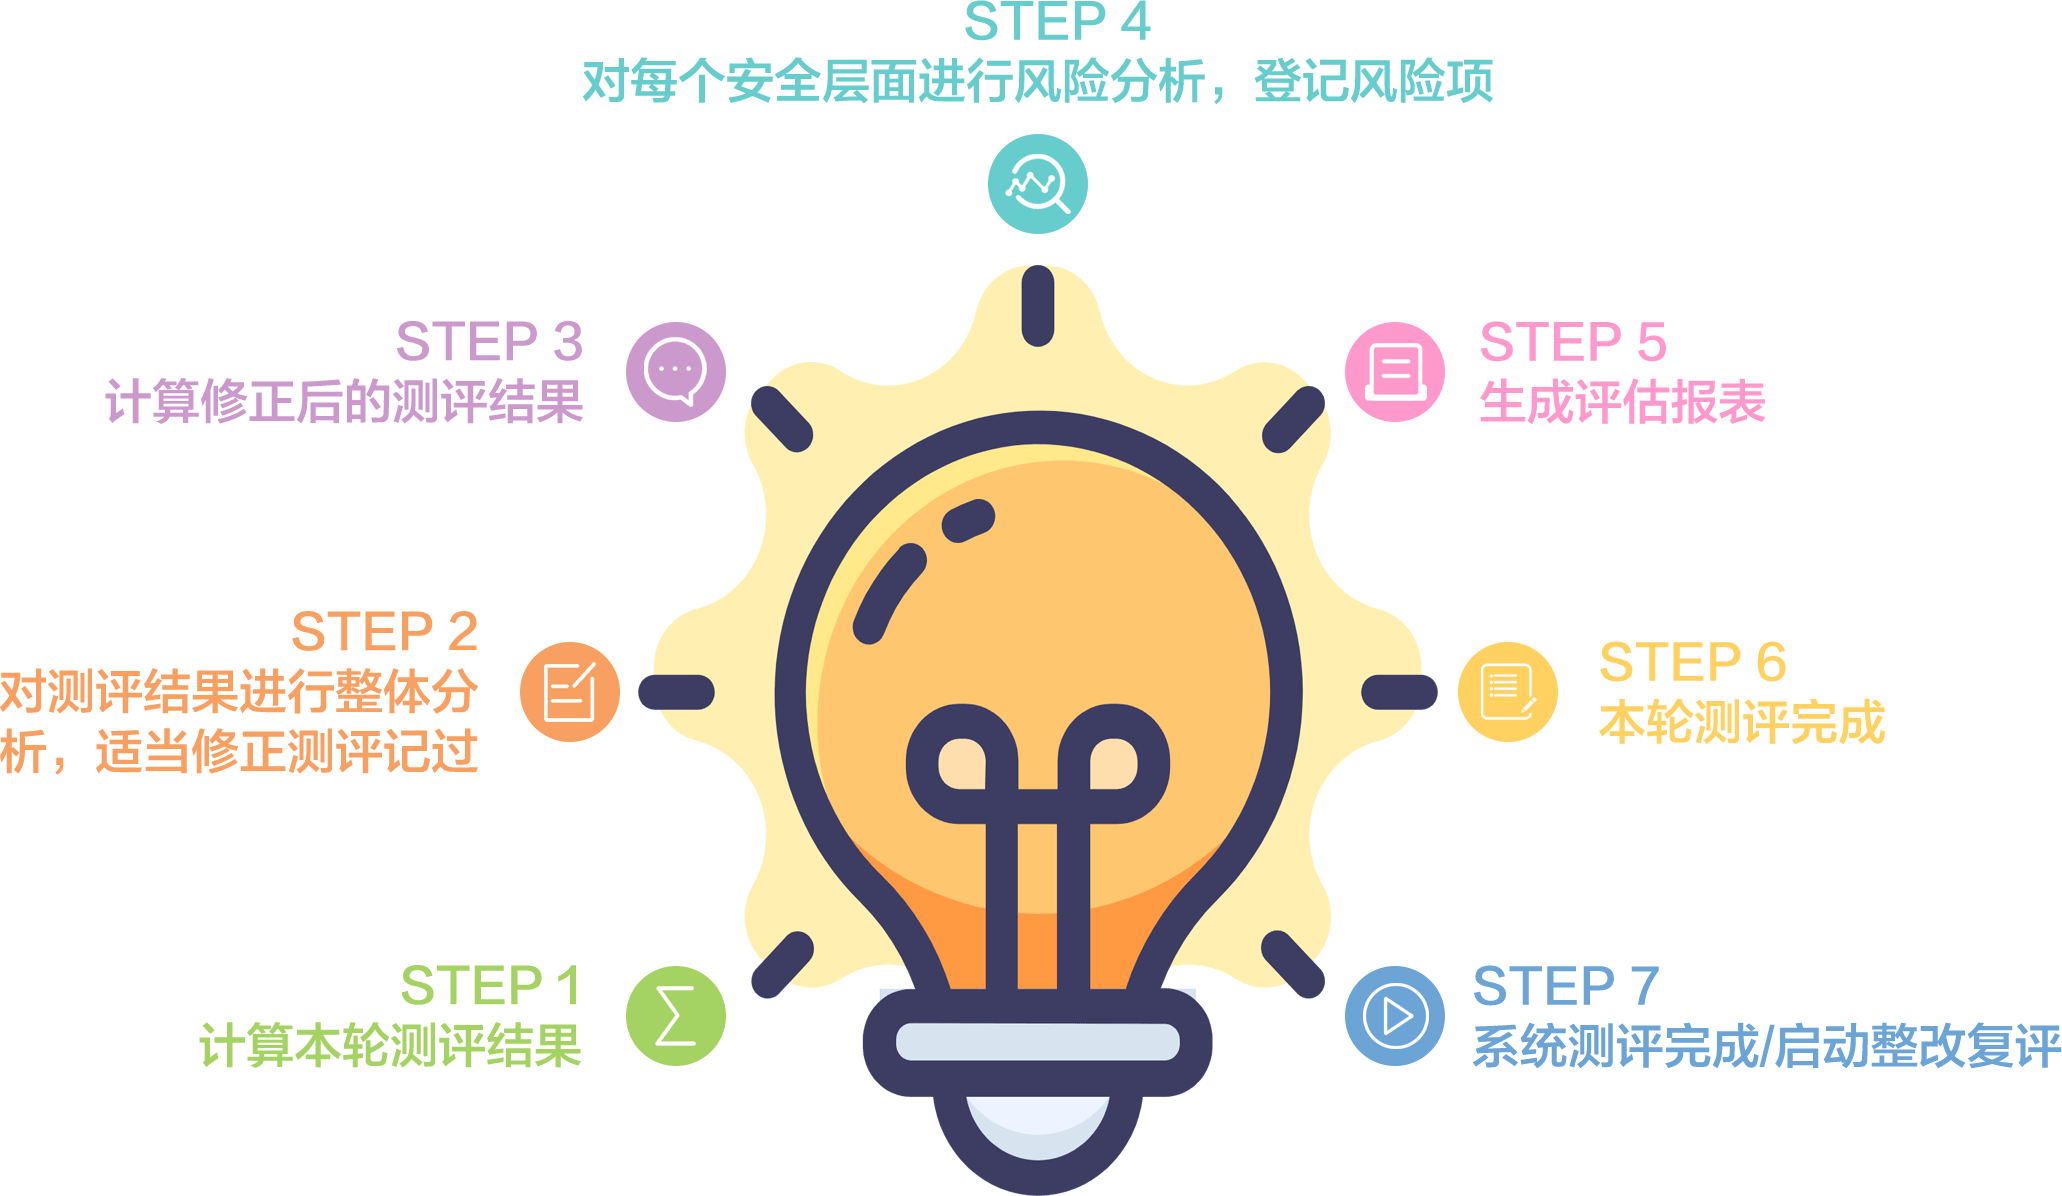 STEP 4
对每个安全层面进行风险分析，登记风险项
STEP 3
计算修正后的测评结果
STEP 5
生成评估报表
STEP 2
对测评结果进行整体分
析，适当修正测评记过
STEP 6
本轮测评完成
STEP 1
计算本轮测评结果
STEP 7
系统测评完成/启动整改复评